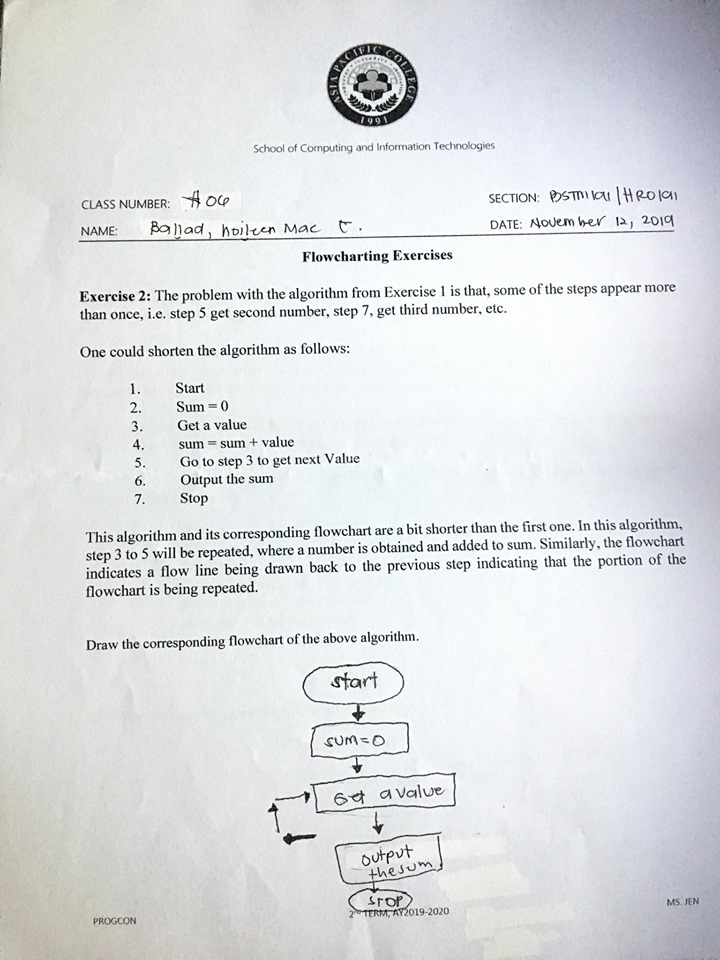 ASIA PACIFIC COLLEGE
1991
School of Computing and Information Technologies
CLASS NUMBER: #06
SECTION: BSTM191 | HRO191
NAME: Ballad, Mac C.
DATE: November 12, 2019
Flowcharting Exercises
Exercise 2: The problem with the algorithm from Exercise 1 is that, some of the steps appear more
than once, i.e. step 5 get second number, step 7, get third number, etc.
One could shorten the algorithm as follows:
1. Start
2. Sum = 0
3. Get a value
4. sum = sum + value
5. Go to step 3 to get next Value
6. Output the sum
7. Stop
This algorithm and its corresponding flowchart are a bit shorter than the first one. In this algorithm,
step 3 to 5 will be repeated, where a number is obtained and added to sum. Similarly, the flowchart
indicates a flow line being drawn back to the previous step indicating that the portion of the
flowchart is being repeated.
Draw the corresponding flowchart of the above algorithm.
start
SUM=0
Get a value
output
the sum
STOP
2ND TERM, AY2019-2020
MS. JEN
PROGCON